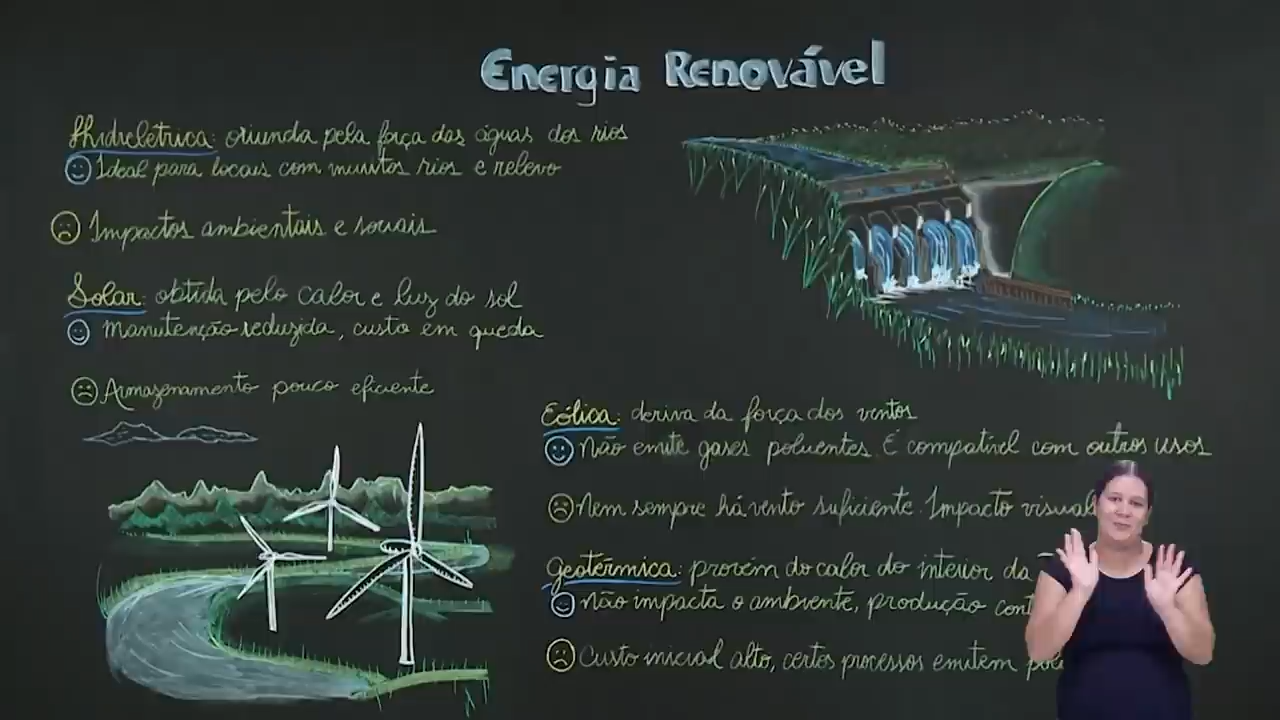 Energia Renovável
Hidrelétrica: oriunda pela força das águas dos rios
Ideal para locais com muitos rios e relevo
Impactos ambientais e sociais
Solar: obtida pelo calor e luz do sol
Manutenção reduzida, custo em queda
Armazenamento pouco eficiente
Eólica: deriva da força dos ventos
Não emite gases poluentes. É compatível com outros usos
Nem sempre há vento suficiente. Impacto visual
Geotérmica: provém do calor do interior da
Não impacta o ambiente, produção
Custo inicial alto, certos processos emitem